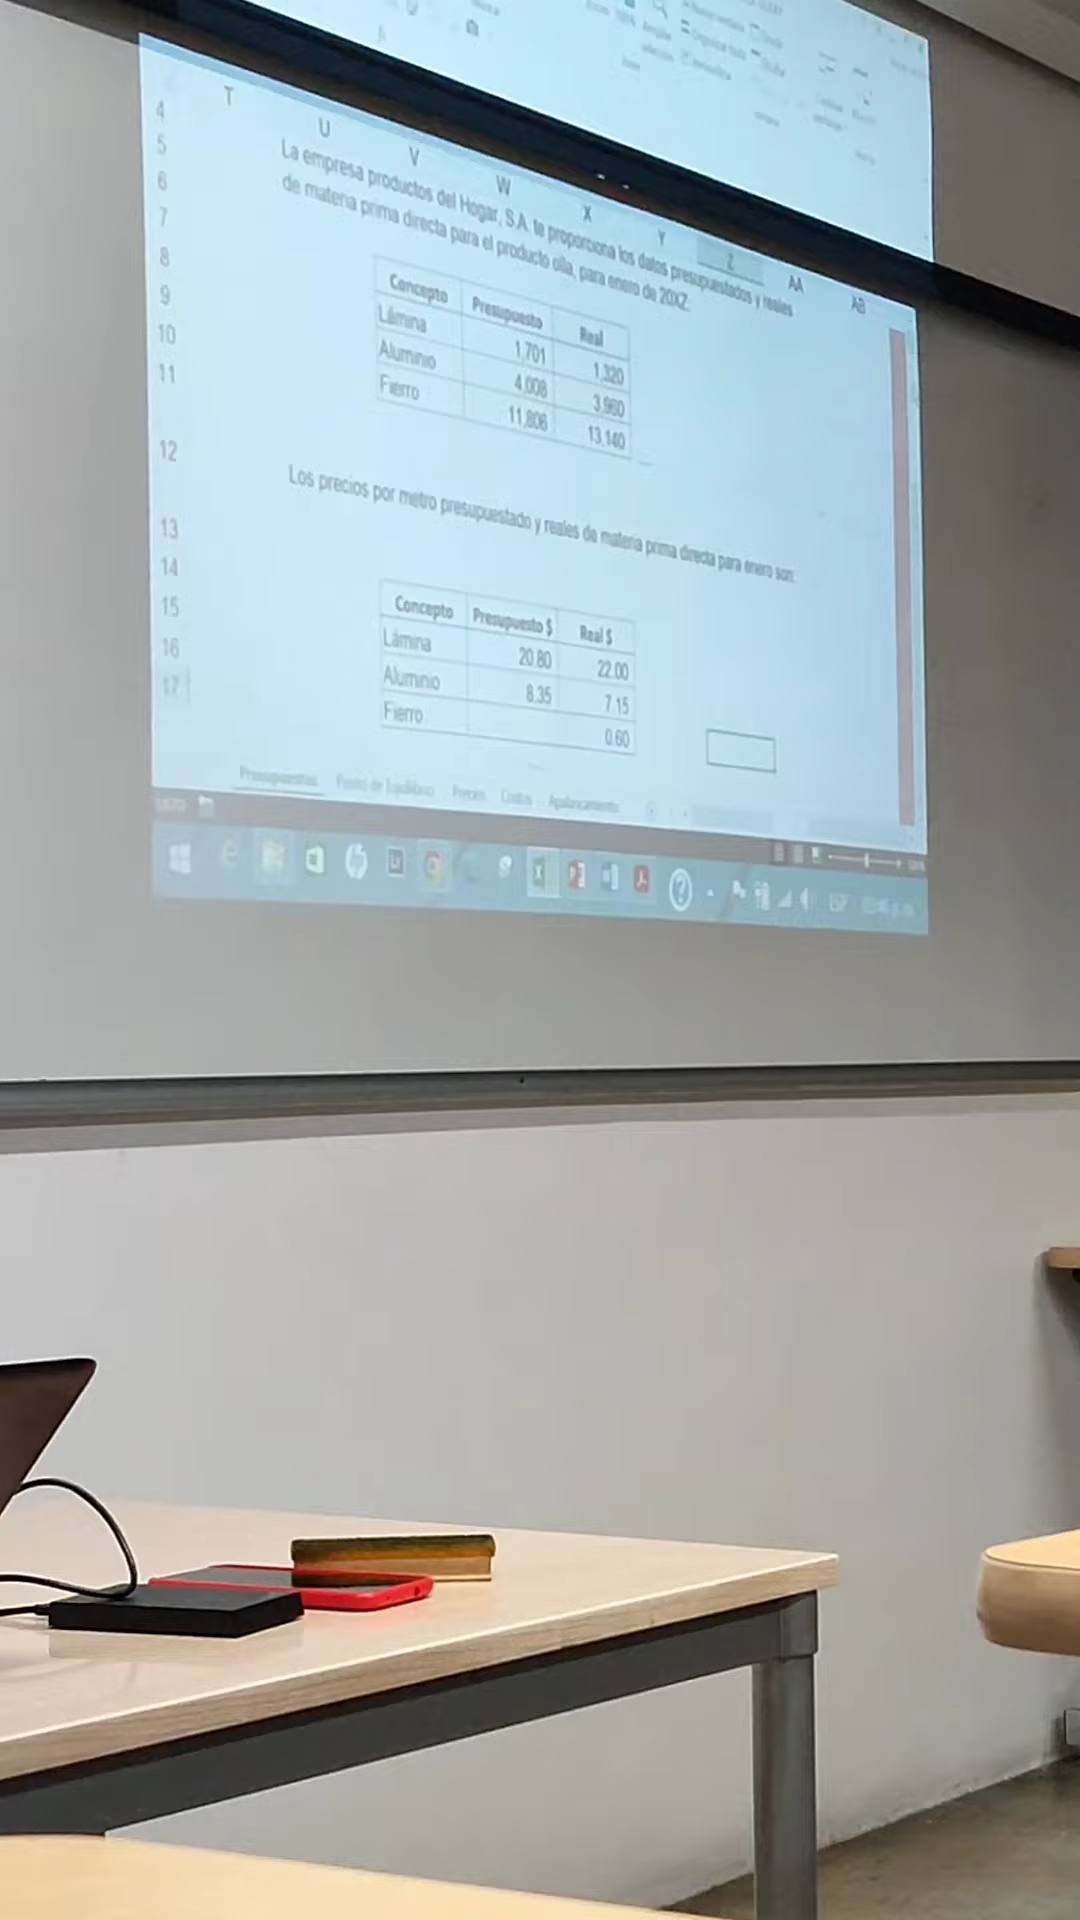 T U V W X Y Z AA AB
4
5
6
7
8
9
10
11
12
13
14
15
16
17
La empresa productos del Hogar, S.A. te proporciona los datos presupuestados y reales
de materia prima directa para el producto olla, para enero de 20X2.
Concepto Presupuesto Real
Lámina 1,701 1,320
Aluminio 4,008 3,960
Fierro 11,806 13,140
Los precios por metro presupuestado y reales de materia prima directa para enero son:
Concepto Presupuesto $ Real $
Lámina 20.80 22.00
Aluminio 8.35 7.15
Fierro 0.60
Presupuestos Punto de Equilibrio Precios Costos Apalancamiento
ESP